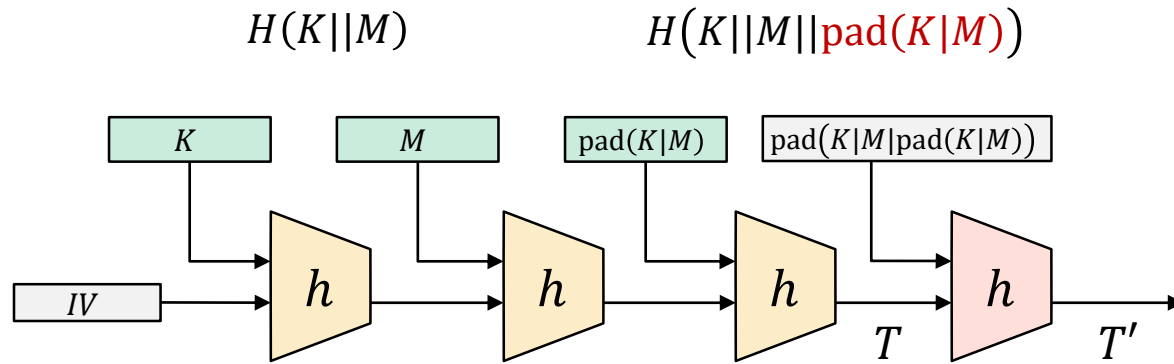 H(K||M) H(K||M||pad(K|M))
K M pad(K|M) pad(K|M|pad(K|M))
h h h h
IV
T T′